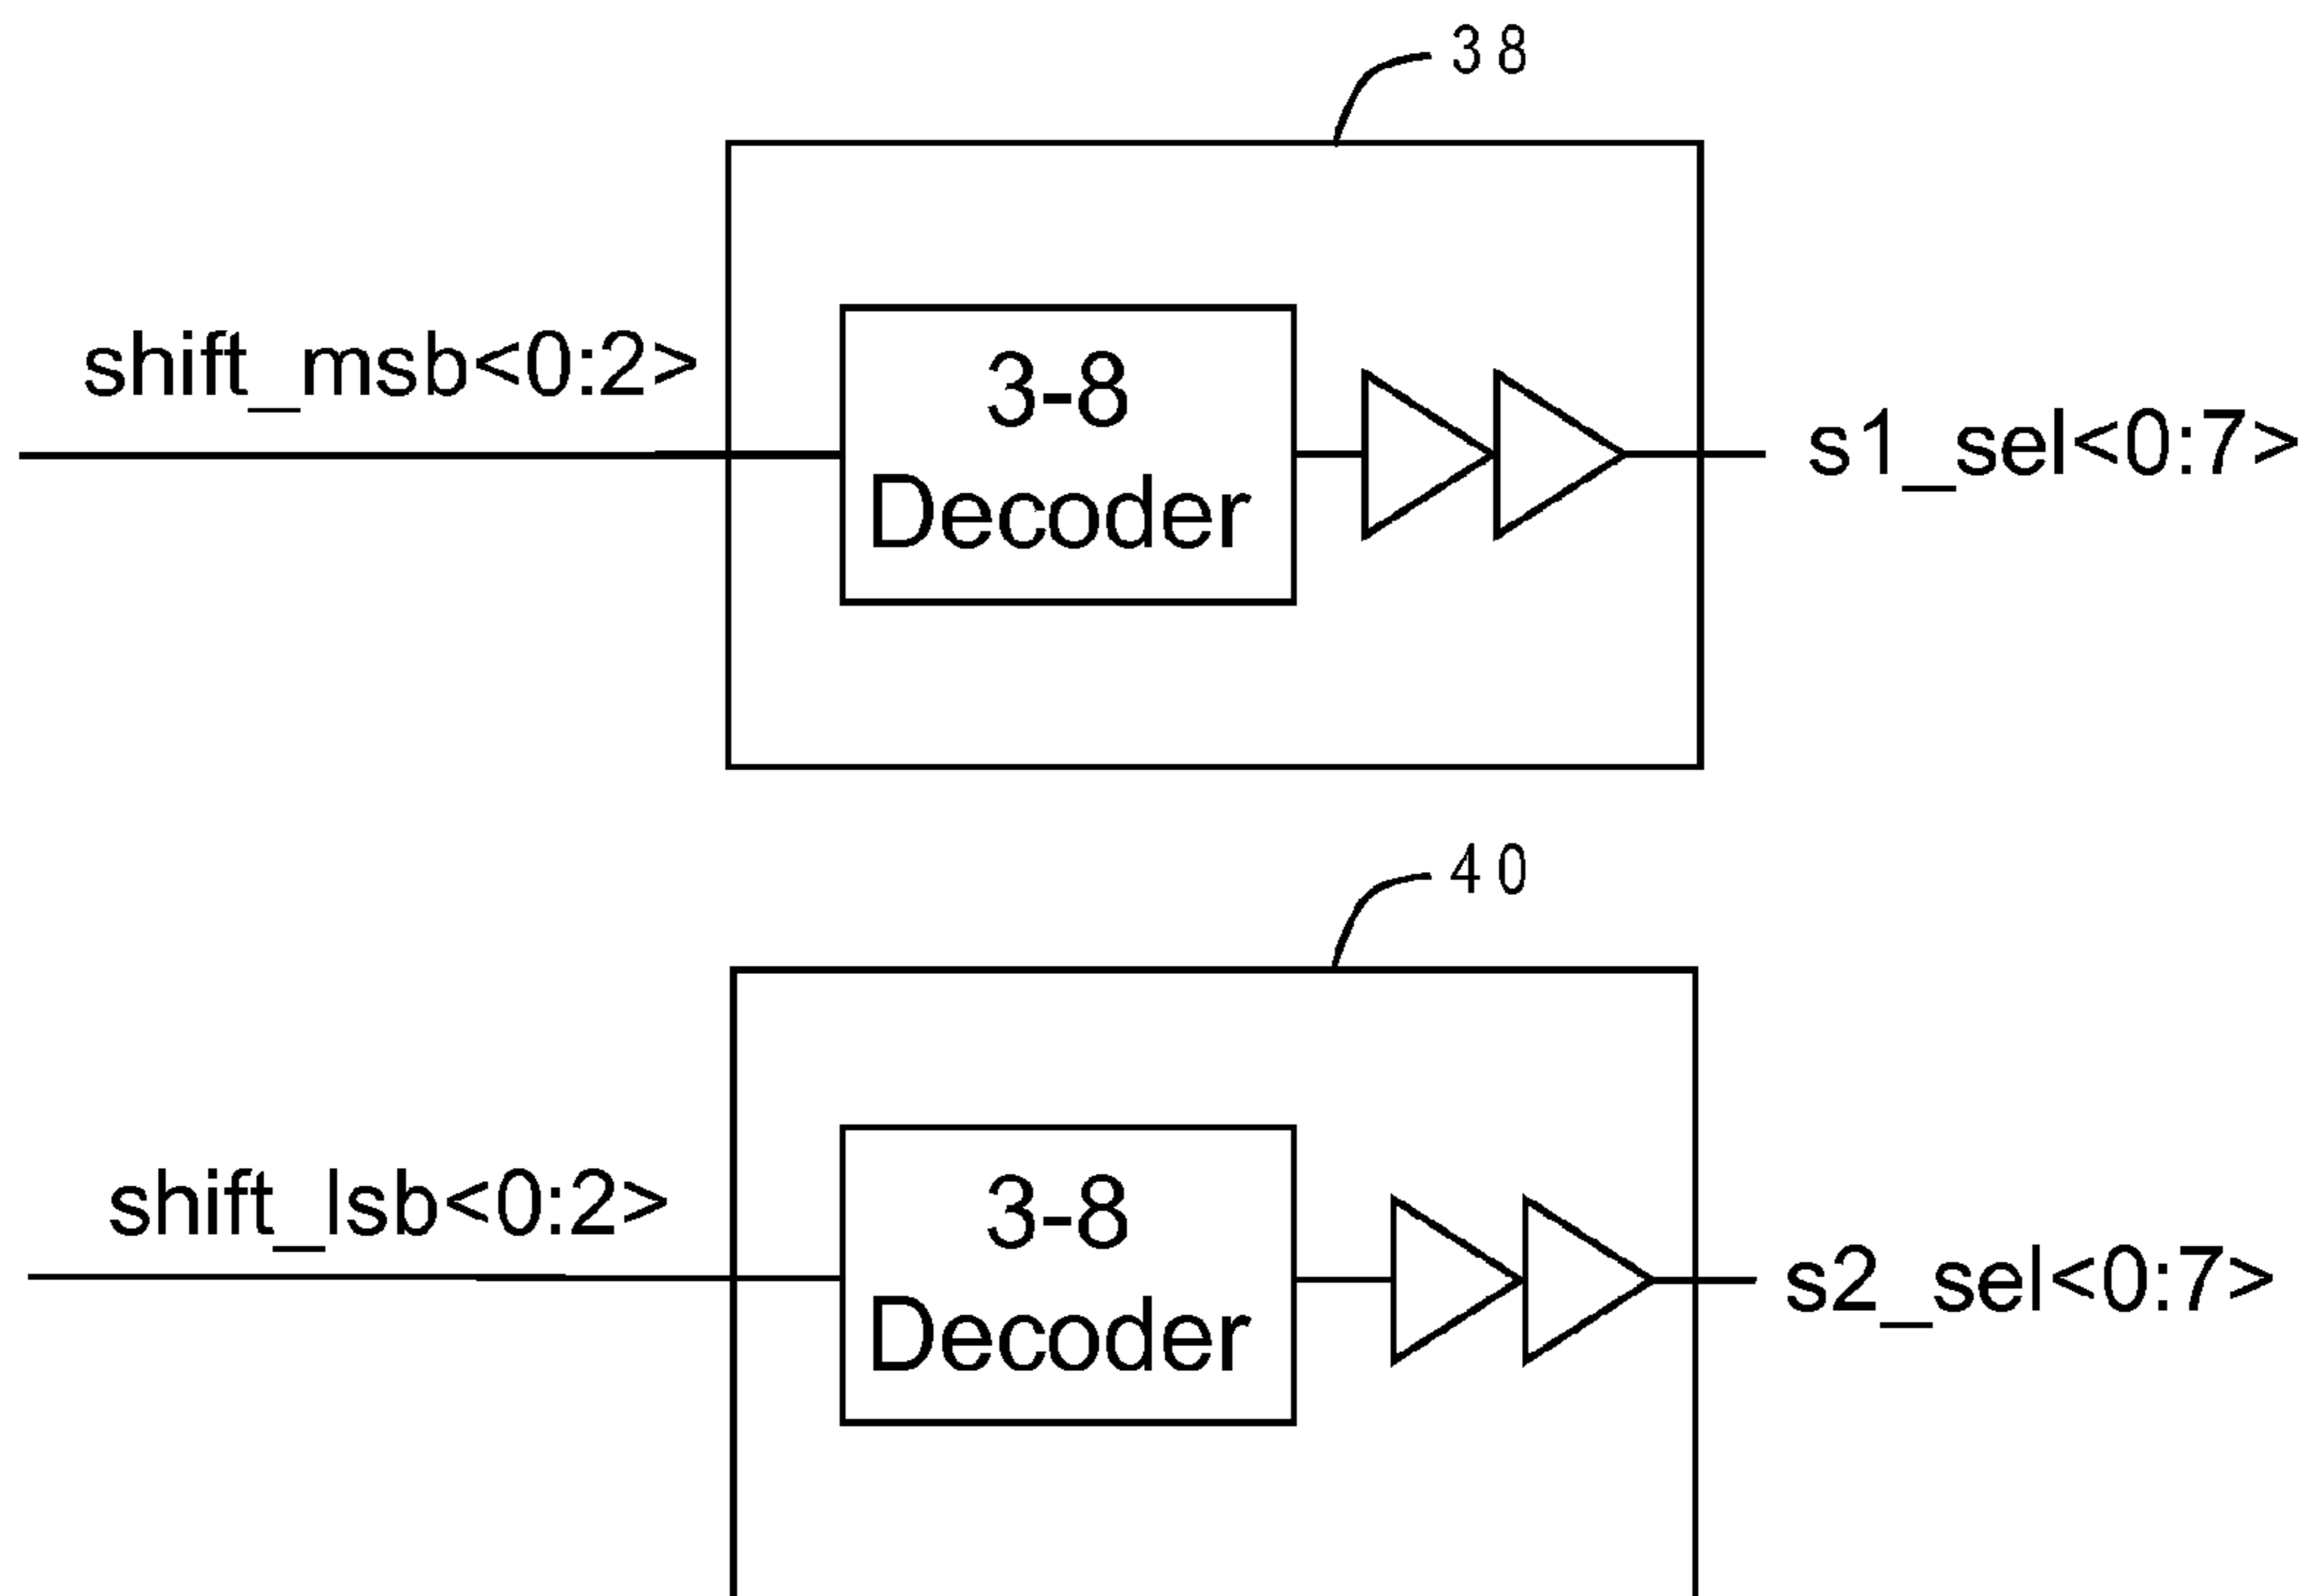 38
shift_msb<0:2>
3-8
Decoder
s1_sel<0:7>
40
shift_lsb<0:2>
3-8
Decoder
s2_sel<0:7>